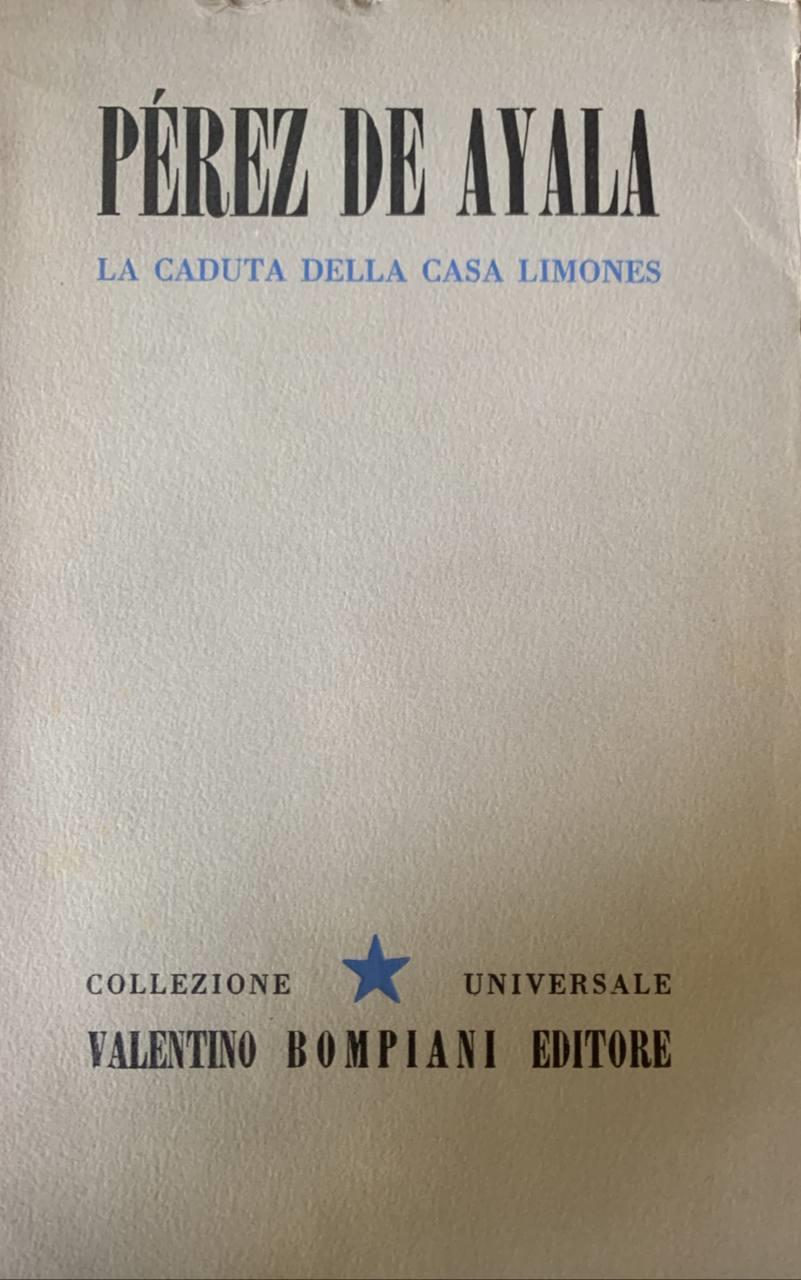 PÉREZ DE AYALA
LA CADUTA DELLA CASA LIMONES
COLLEZIONE UNIVERSALE
VALENTINO BOMPIANI EDITORE